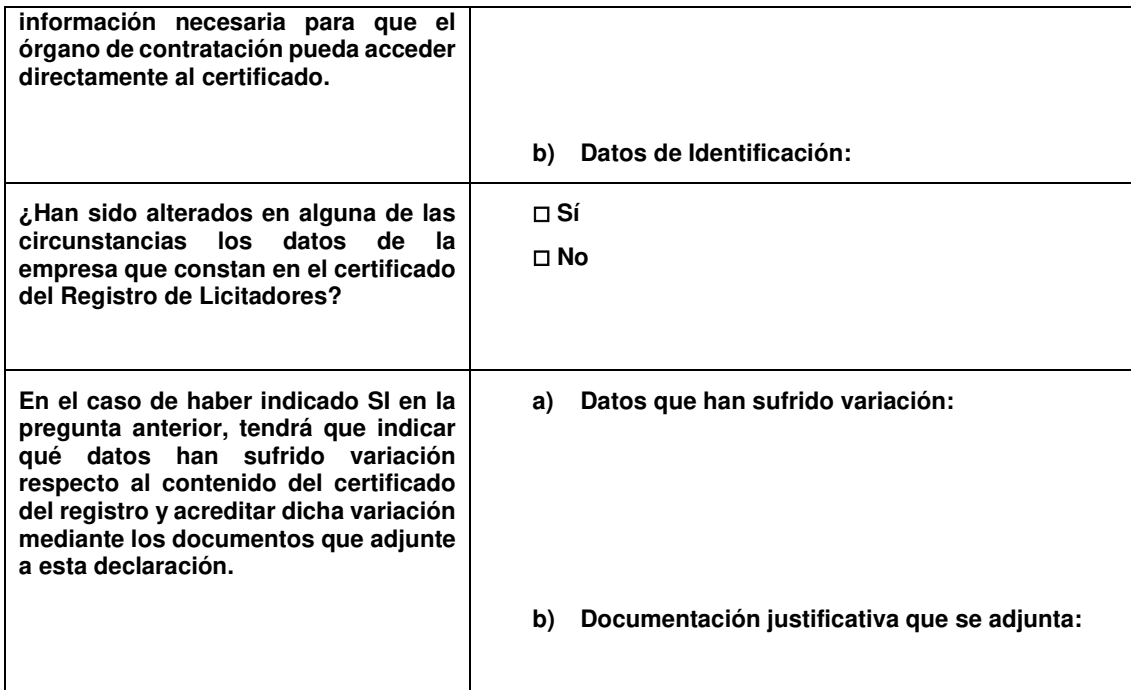 información necesaria para que el
órgano de contratación pueda acceder
directamente al certificado.
b) Datos de Identificación:
¿Han sido alterados en alguna de las
circunstancias los datos de la
empresa que constan en el certificado
del Registro de Licitadores?
□ Sí
□ No
En el caso de haber indicado SI en la
pregunta anterior, tendrá que indicar
qué datos han sufrido variación
respecto al contenido del certificado
del registro y acreditar dicha variación
mediante los documentos que adjunte
a esta declaración.
a) Datos que han sufrido variación:
b) Documentación justificativa que se adjunta: